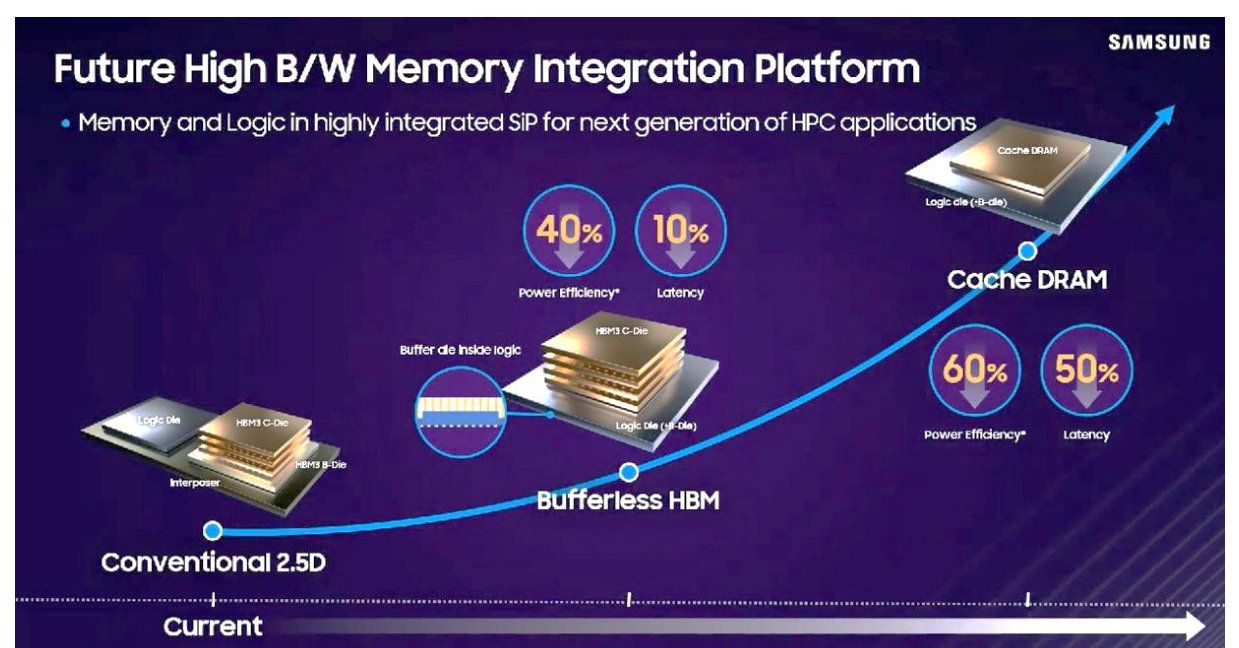 SAMSUNG
Future High B/W Memory Integration Platform
• Memory and Logic in highly integrated SiP for next generation of HPC applications
Cache DRAM
Logic die (+B-die)
Cache DRAM
40%
10%
Power Efficiency*
Latency
HBM3 C-Die
Buffer die inside logic
Logic Die (+B-Die)
Bufferless HBM
60%
50%
Power Efficiency*
Latency
Logic Die
HBM3 C-Die
HBM3 B-Die
Interposer
Conventional 2.5D
Current